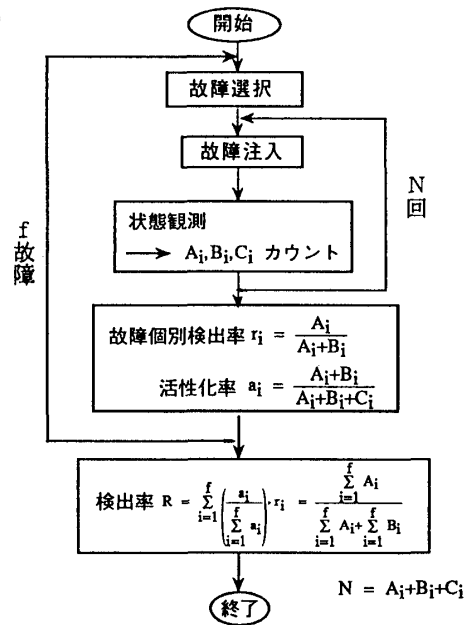 開始
故障選択
故障注入
N回
状態観測
→ Ai,Bi,Ci カウント
f故障
故障個別検出率 ri = Ai / Ai+Bi
活性化率 ai = Ai+Bi / Ai+Bi+Ci
検出率 R = f Σ i=1 ( ai / f Σ i=1 ai )・ri = f Σ i=1 Ai / f Σ i=1 Ai + f Σ i=1 Bi
N = Ai+Bi+Ci
終了